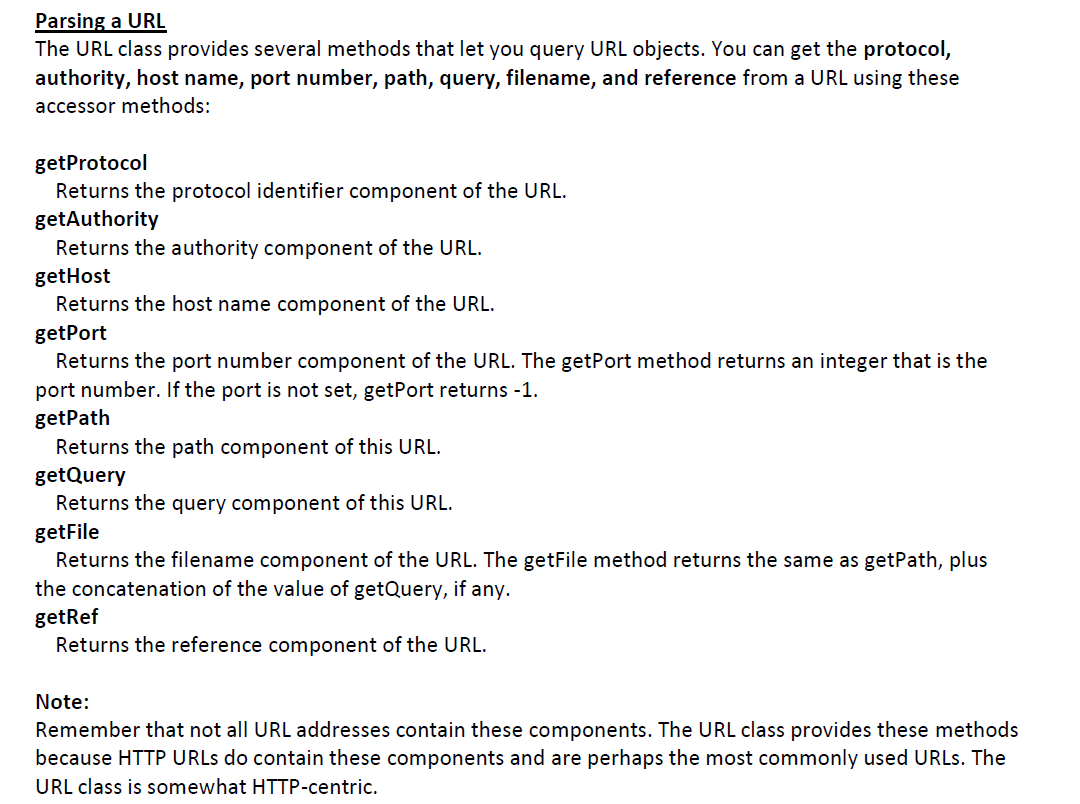 Parsing a URL
The URL class provides several methods that let you query URL objects. You can get the protocol,
authority, host name, port number, path, query, filename, and reference from a URL using these
accessor methods:
getProtocol
Returns the protocol identifier component of the URL.
getAuthority
Returns the authority component of the URL.
getHost
Returns the host name component of the URL.
getPort
Returns the port number component of the URL. The getPort method returns an integer that is the
port number. If the port is not set, getPort returns -1.
getPath
Returns the path component of this URL.
getQuery
Returns the query component of this URL.
getFile
Returns the filename component of the URL. The getFile method returns the same as getPath, plus
the concatenation of the value of getQuery, if any.
getRef
Returns the reference component of the URL.
Note:
Remember that not all URL addresses contain these components. The URL class provides these methods
because HTTP URLs do contain these components and are perhaps the most commonly used URLs. The
URL class is somewhat HTTP-centric.